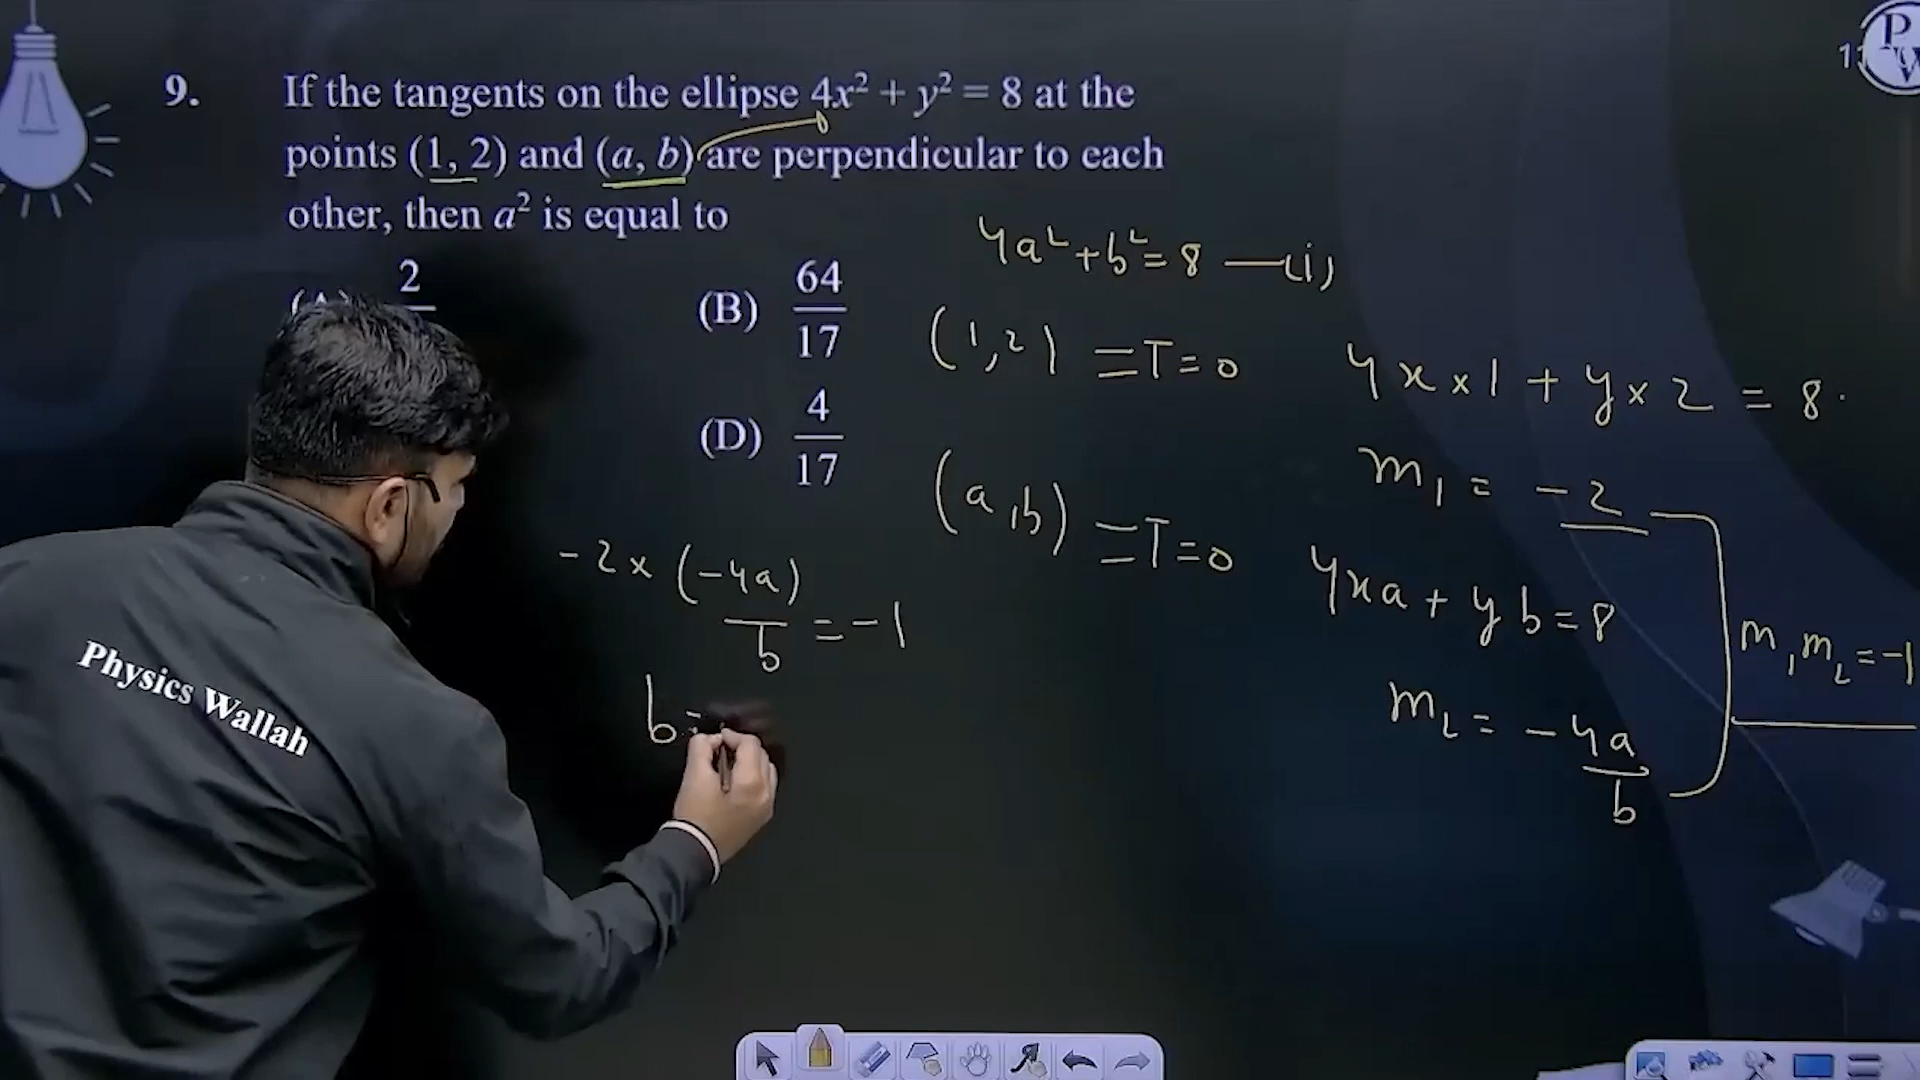 9. If the tangents on the ellipse 4x² + y² = 8 at the
points (1, 2) and (a, b) are perpendicular to each
other, then a² is equal to
2
(B) 64/17
(D) 4/17
4a² + b² = 8 —(i)
(1,2) = T=0
4x×1 + y×2 = 8.
m₁ = -2
(a,b) = T=0
4xa + yb = 8
m₂ = -4a/b
m₁m₂ = -1
-2 × (-4a)/b = -1
b=
Physics Wallah
PW